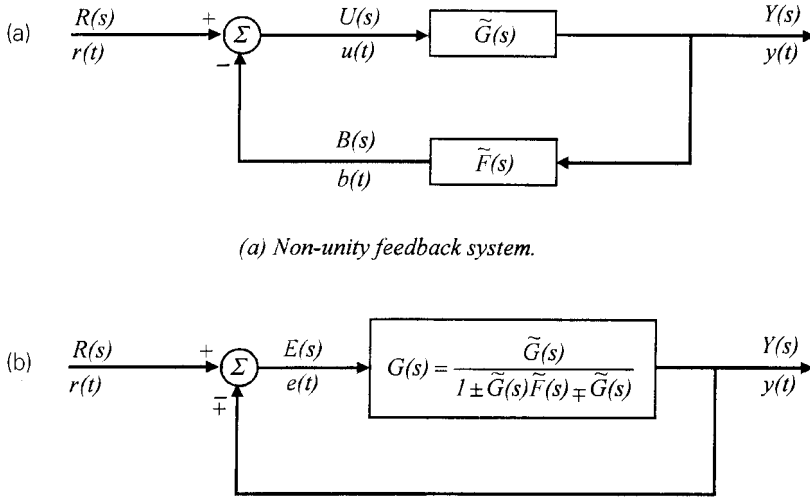 (a)
R(s)
r(t)
+
Σ
−
U(s)
u(t)
G̃(s)
Y(s)
y(t)
B(s)
b(t)
F̃(s)
(a) Non-unity feedback system.
(b)
R(s)
r(t)
+
Σ
∓
E(s)
e(t)
G(s) = G̃(s) / 1 ± G̃(s)F̃(s) ∓ G̃(s)
Y(s)
y(t)